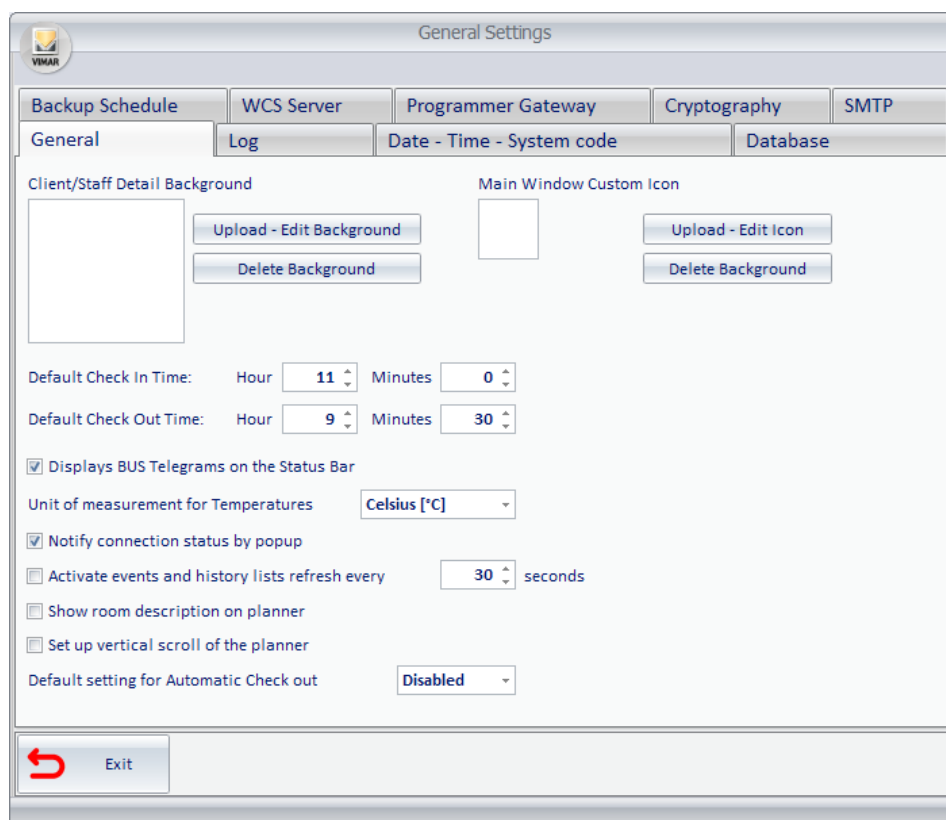 General Settings
VIMAR
Backup Schedule WCS Server Programmer Gateway Cryptography SMTP
General Log Date - Time - System code Database
Client/Staff Detail Background Main Window Custom Icon
Upload - Edit Background Upload - Edit Icon
Delete Background Delete Background
Default Check In Time: Hour 11 Minutes 0
Default Check Out Time: Hour 9 Minutes 30
Displays BUS Telegrams on the Status Bar
Unit of measurement for Temperatures Celsius [°C]
Notify connection status by popup
Activate events and history lists refresh every 30 seconds
Show room description on planner
Set up vertical scroll of the planner
Default setting for Automatic Check out Disabled
Exit